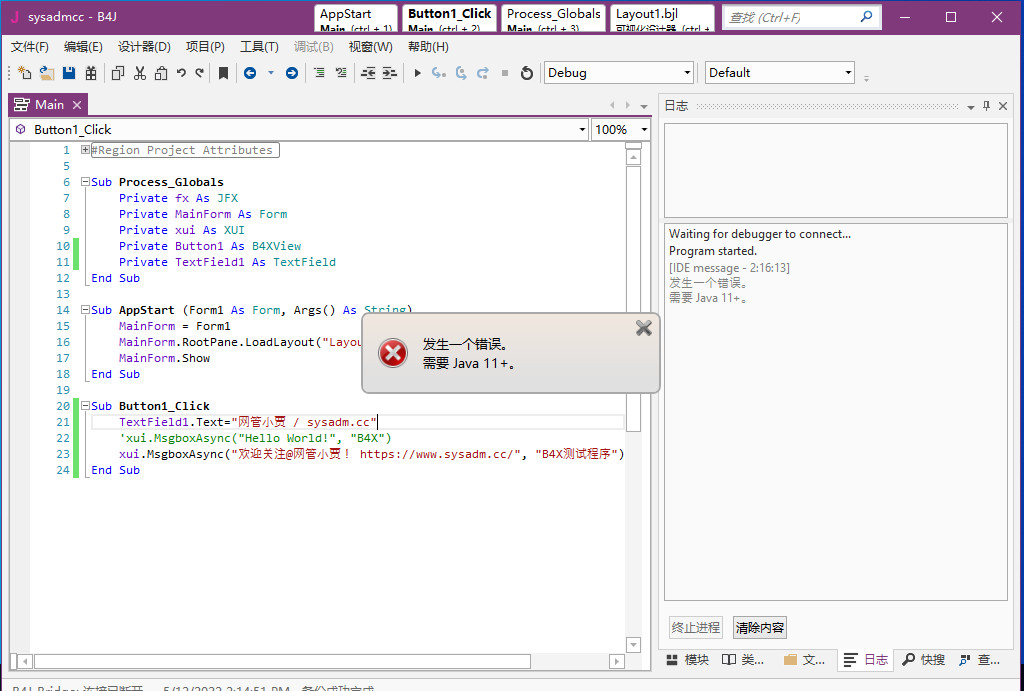 sysadmcc - B4J
AppStart
Main (ctrl + 1)
Button1_Click
Main (ctrl + 2)
Process_Globals
Main (ctrl + 3)
Layout1.bjl
可视化设计器 (ctrl +
查找 (Ctrl+F)
文件(F) 编辑(E) 设计器(D) 项目(P) 工具(T) 调试(B) 视窗(W) 帮助(H)
Debug
Default
Main
Button1_Click
100%
1 #Region Project Attributes
5
6 Sub Process_Globals
7 Private fx As JFX
8 Private MainForm As Form
9 Private xui As XUI
10 Private Button1 As B4XView
11 Private TextField1 As TextField
12 End Sub
13
14 Sub AppStart (Form1 As Form, Args() As String)
15 MainForm = Form1
16 MainForm.RootPane.LoadLayout("Layou
17 MainForm.Show
18 End Sub
19
20 Sub Button1_Click
21 TextField1.Text="网管小贾 / sysadm.cc"
22 'xui.MsgboxAsync("Hello World!", "B4X")
23 xui.MsgboxAsync("欢迎关注@网管小贾！ https://www.sysadm.cc/", "B4X测试程序")
24 End Sub
发生一个错误。
需要 Java 11+。
日志
Waiting for debugger to connect...
Program started.
[IDE message - 2:16:13]
发生一个错误。
需要 Java 11+。
终止进程 清除内容
模块 类... 文... 日志 快搜 查...
B4J-Bridge: 连接已断开 5/12/2022 2:14:51 PM 备份成功完成